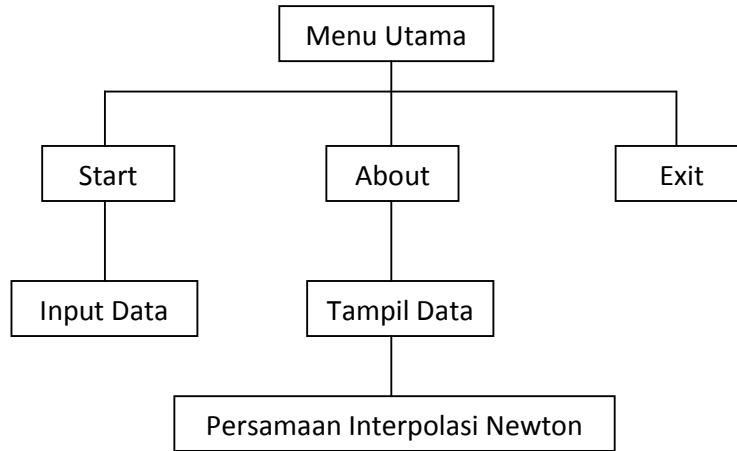 Menu Utama
Start
About
Exit
Input Data
Tampil Data
Persamaan Interpolasi Newton